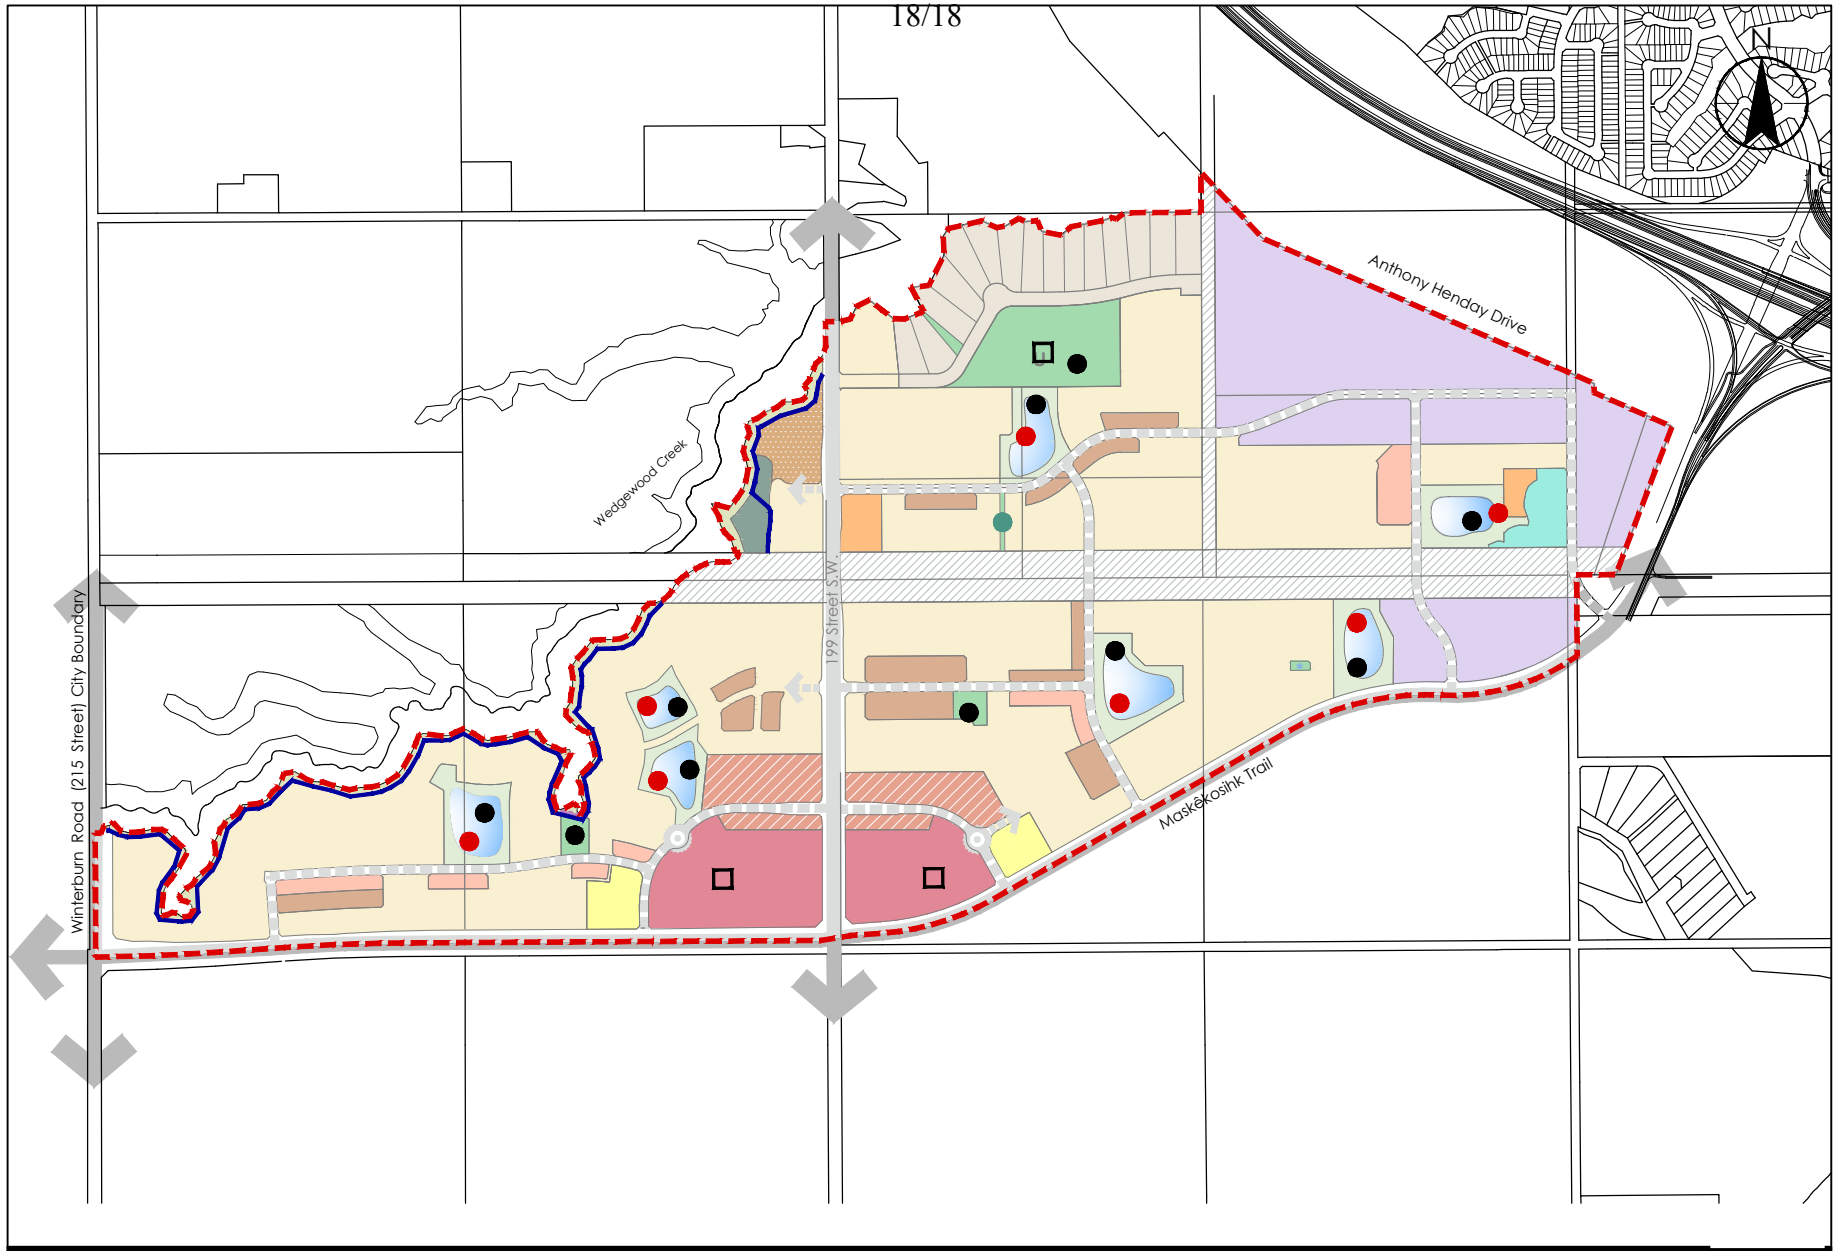 18/18
N
Anthony Henday Drive
Wedgewood Creek
199 Street S.W.
Winterburn Road (215 Street) City Boundary
Maskêkosihk Trail